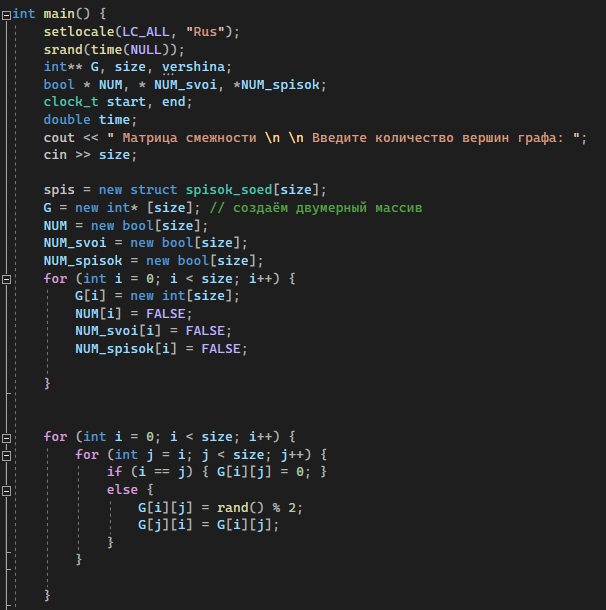 int main() {
setlocale(LC_ALL, "Rus");
srand(time(NULL));
int** G, size, vershina;
bool * NUM, * NUM_svoi, *NUM_spisok;
clock_t start, end;
double time;
cout << " Матрица смежности \n \n Введите количество вершин графа: ";
cin >> size;
spis = new struct spisok_soed[size];
G = new int* [size]; // создаём двумерный массив
NUM = new bool[size];
NUM_svoi = new bool[size];
NUM_spisok = new bool[size];
for (int i = 0; i < size; i++) {
G[i] = new int[size];
NUM[i] = FALSE;
NUM_svoi[i] = FALSE;
NUM_spisok[i] = FALSE;
}
for (int i = 0; i < size; i++) {
for (int j = i; j < size; j++) {
if (i == j) { G[i][j] = 0; }
else {
G[i][j] = rand() % 2;
G[j][i] = G[i][j];
}
}
}